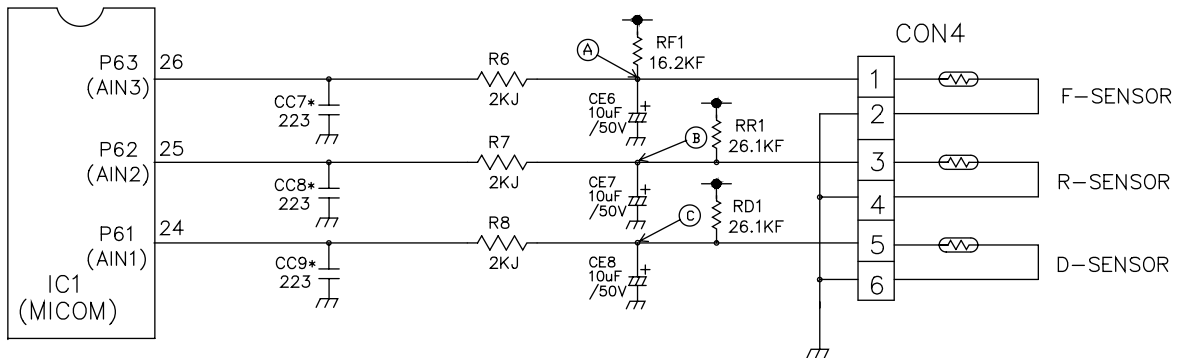 CON4
RF1
16.2KF
P63
(AIN3)
26
R6
2KJ
A
1
F-SENSOR
CC7*
223
CE6
10uF
/50V
+
2
RR1
26.1KF
B
P62
(AIN2)
25
R7
2KJ
3
R-SENSOR
CC8*
223
CE7
10uF
/50V
+
4
RD1
26.1KF
C
P61
(AIN1)
24
R8
2KJ
5
D-SENSOR
CC9*
223
CE8
10uF
/50V
+
6
IC1
(MICOM)